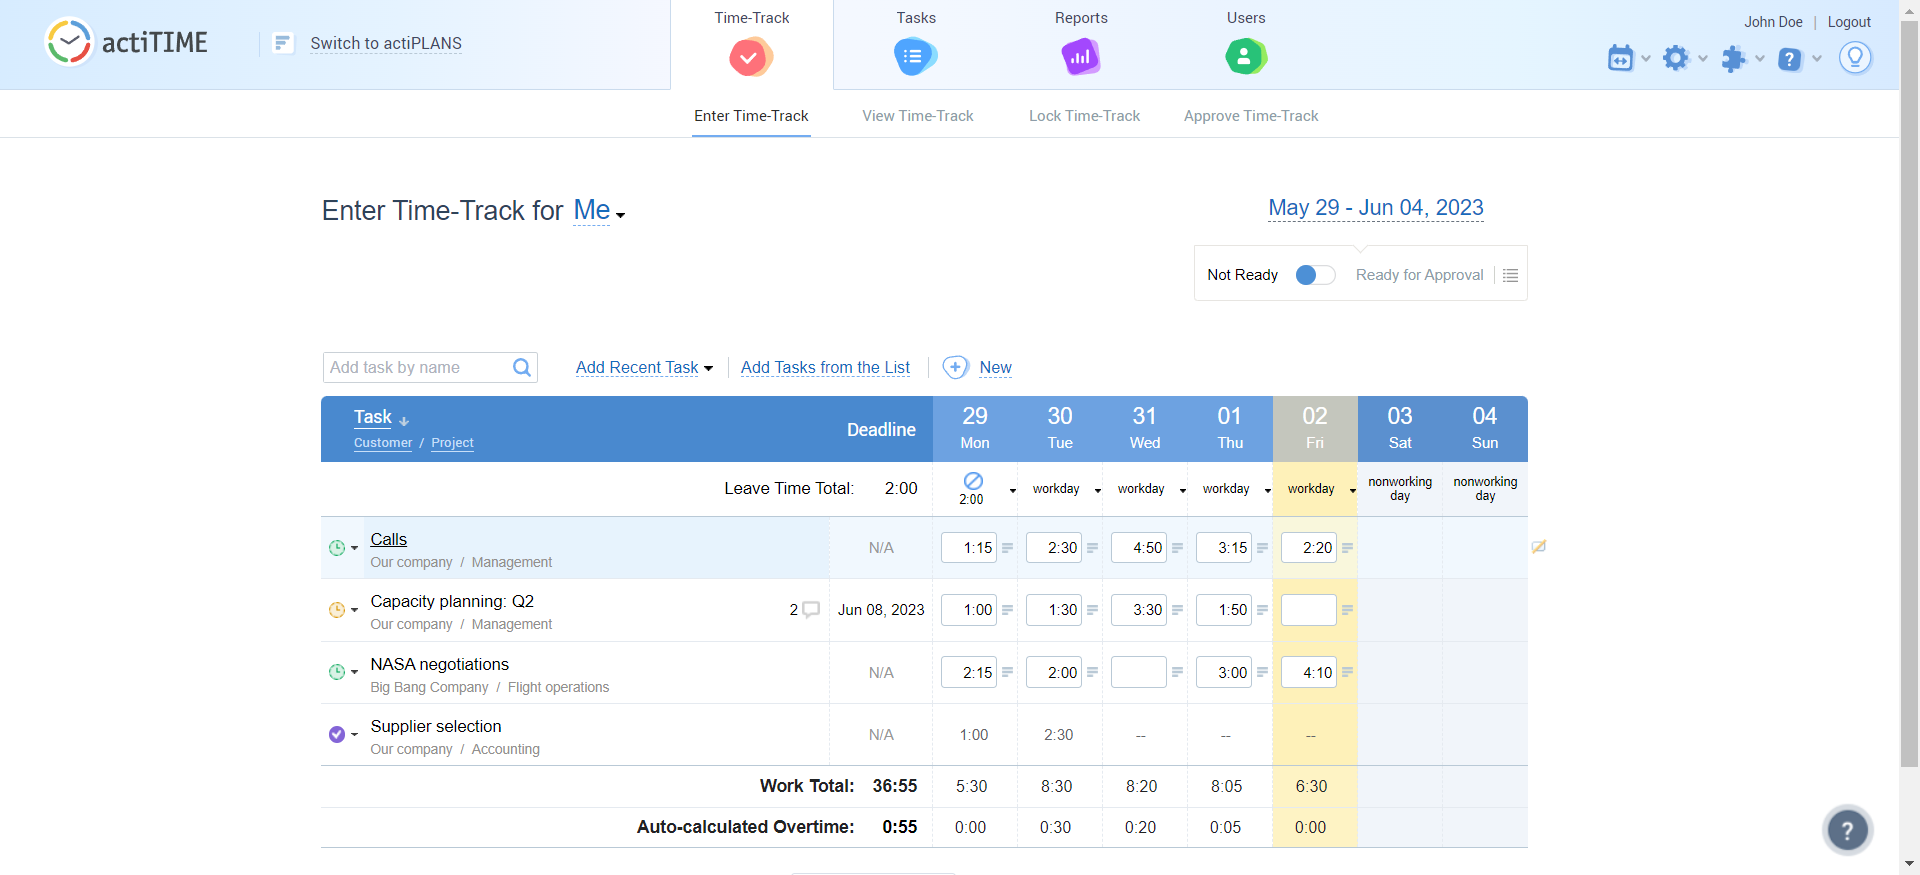 actiTIME
Switch to actiPLANS
Time-Track
Tasks
Reports
Users
John Doe | Logout
Enter Time-Track
View Time-Track
Lock Time-Track
Approve Time-Track
Enter Time-Track for Me
May 29 - Jun 04, 2023
Not Ready
Ready for Approval
Add task by name
Add Recent Task
Add Tasks from the List
New
Task
Customer / Project
Deadline
29 30 31 01 02 03 04
Mon Tue Wed Thu Fri Sat Sun
Leave Time Total: 2:00 2:00 workday workday workday workday nonworking day nonworking day
Calls
Our company / Management
N/A 1:15 2:30 4:50 3:15 2:20
Capacity planning: Q2
Our company / Management
2 Jun 08, 2023 1:00 1:30 3:30 1:50
NASA negotiations
Big Bang Company / Flight operations
N/A 2:15 2:00 3:00 4:10
Supplier selection
Our company / Accounting
N/A 1:00 2:30 -- -- --
Work Total: 36:55 5:30 8:30 8:20 8:05 6:30
Auto-calculated Overtime: 0:55 0:00 0:30 0:20 0:05 0:00
?